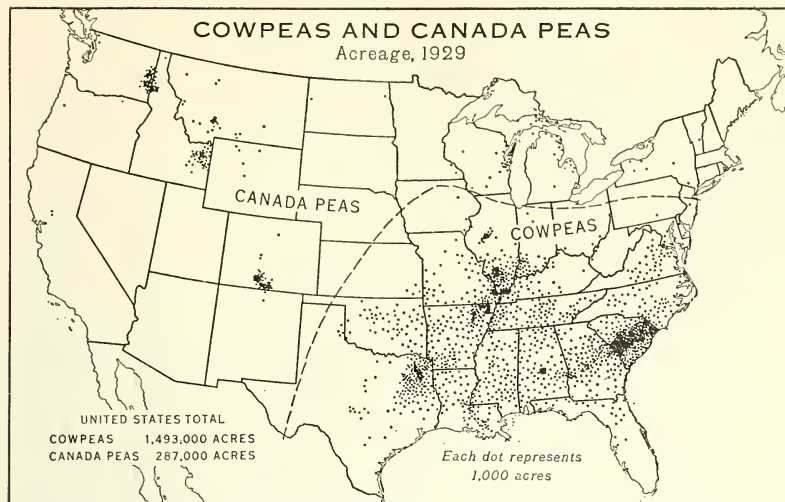 COWPEAS AND CANADA PEAS
Acreage, 1929
CANADA PEAS
COWPEAS
UNITED STATES TOTAL
COWPEAS 1,493,000 ACRES
CANADA PEAS 287,000 ACRES
Each dot represents
1,000 acres